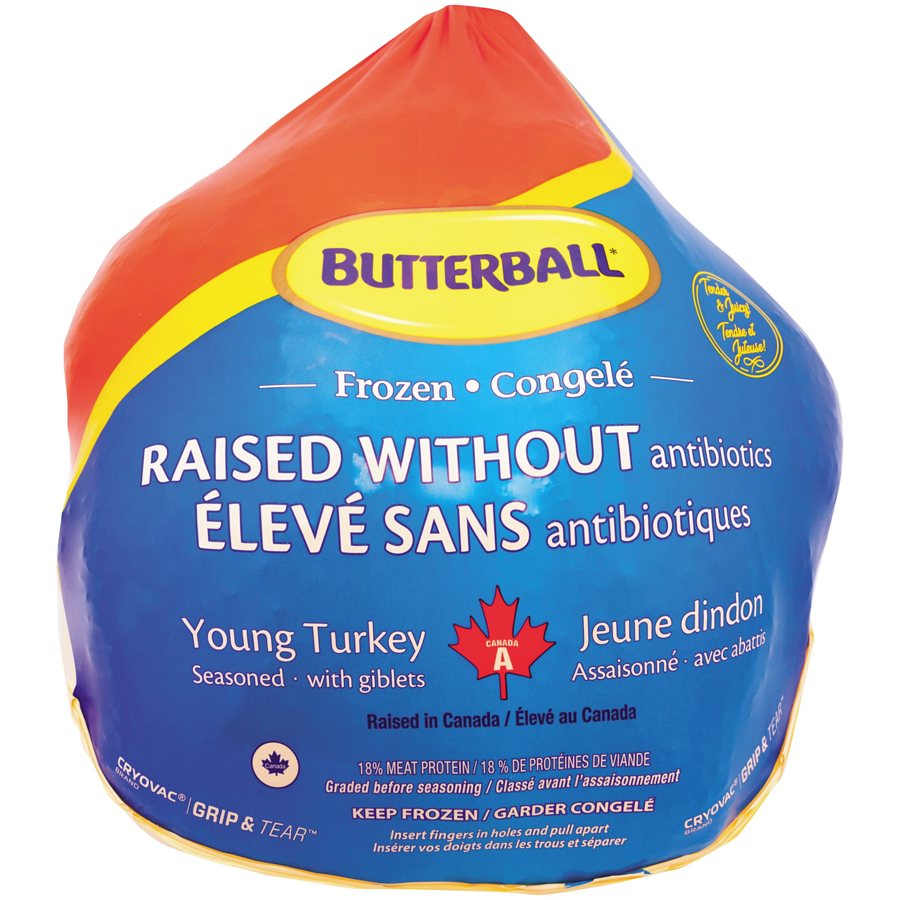 BUTTERBALL*
Tender
& Juicy!
Tendre et
Juteuse!
Frozen • Congelé
RAISED WITHOUT antibiotics
ÉLEVÉ SANS antibiotiques
Young Turkey
Seasoned · with giblets
CANADA
A
Jeune dindon
Assaisonné · avec abattis
Raised in Canada / Élevé au Canada
Canada
18% MEAT PROTEIN / 18 % DE PROTÉINES DE VIANDE
Graded before seasoning / Classé avant l'assaisonnement
KEEP FROZEN / GARDER CONGELÉ
Insert fingers in holes and pull apart
Insérer vos doigts dans les trous et séparer
CRYOVAC® BRAND | GRIP & TEAR™
CRYOVAC® BRAND | GRIP & TEAR™